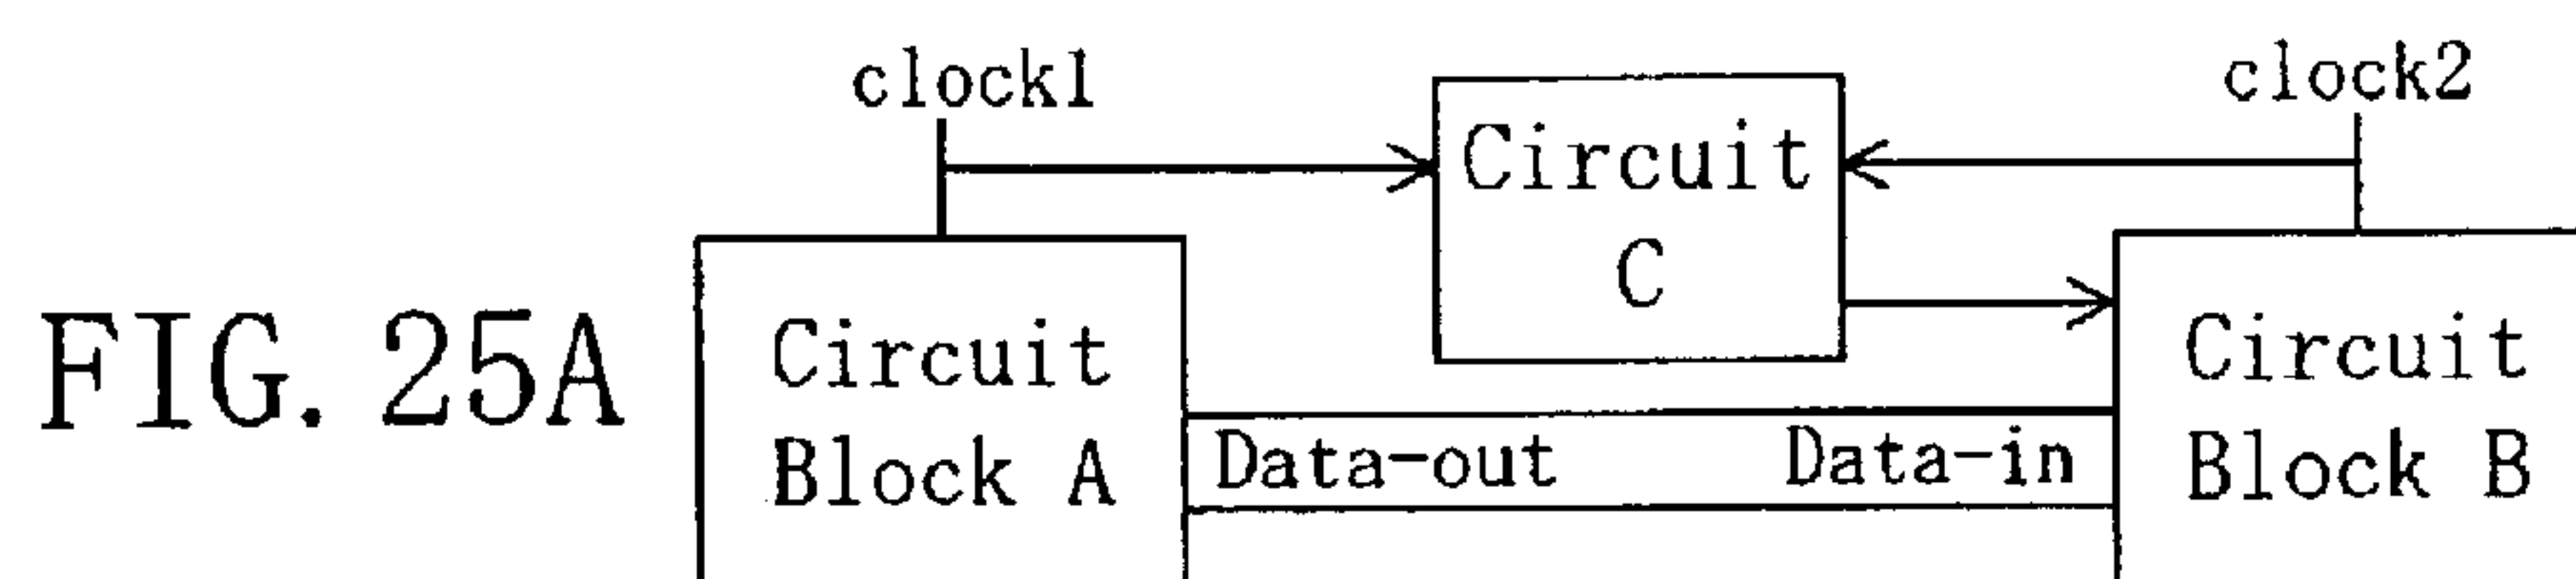 clock1
clock2
Circuit
C
FIG. 25A
Circuit
Block A
Data-out
Data-in
Circuit
Block B